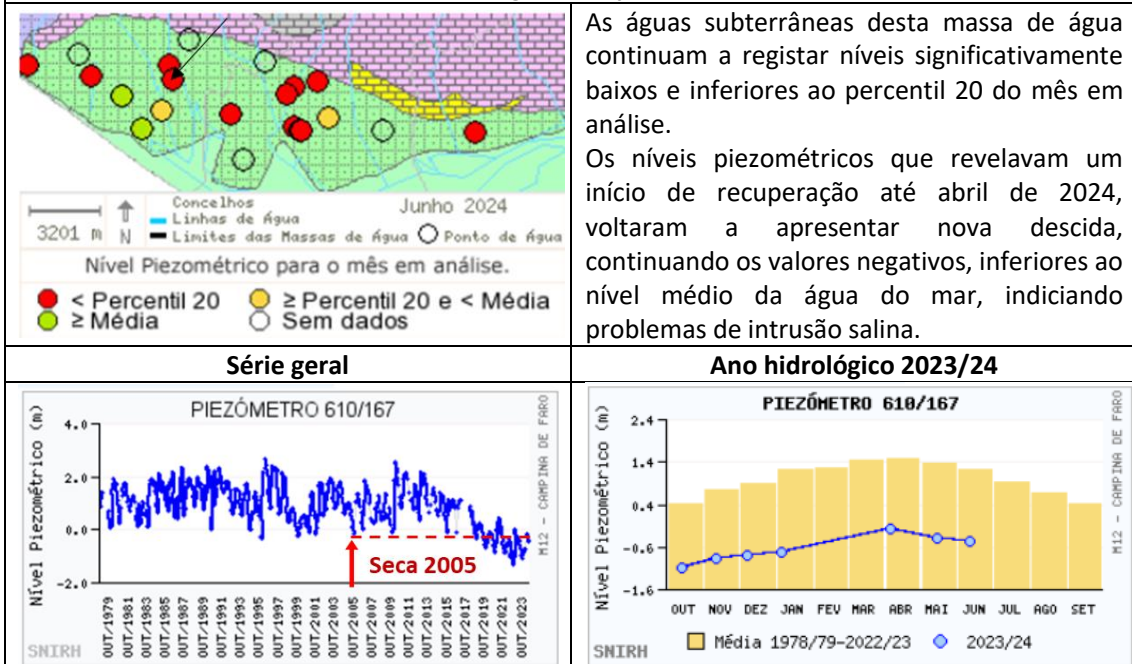 As águas subterrâneas desta massa de água
continuam a registar níveis significativamente
baixos e inferiores ao percentil 20 do mês em
análise.
Os níveis piezométricos que revelavam um
início de recuperação até abril de 2024,
voltaram a apresentar nova descida,
continuando os valores negativos, inferiores ao
nível médio da água do mar, indiciando
problemas de intrusão salina.
3201 m
N
Concelhos
Junho 2024
Linhas de Água
Limites das Massas de Água
Ponto de Água
Nível Piezométrico para o mês em análise.
< Percentil 20
≥ Percentil 20 e < Média
≥ Média
Sem dados
Série geral
Ano hidrológico 2023/24
PIEZÓMETRO 610/167
Nível Piezométrico (m)
4.0
2.0
0.0
-2.0
Seca 2005
OUT/1979
OUT/1981
OUT/1983
OUT/1985
OUT/1987
OUT/1989
OUT/1991
OUT/1993
OUT/1995
OUT/1997
OUT/1999
OUT/2001
OUT/2003
OUT/2005
OUT/2007
OUT/2009
OUT/2011
OUT/2013
OUT/2015
OUT/2017
OUT/2019
OUT/2021
OUT/2023
M12 – CAMPINA DE FARO
SNIRH
PIEZÓMETRO 610/167
Nível Piezométrico (m)
2.4
1.4
0.4
-0.6
-1.6
OUT NOV DEZ JAN FEV MAR ABR MAI JUN JUL AGO SET
Média 1978/79-2022/23
2023/24
M12 – CAMPINA DE FARO
SNIRH